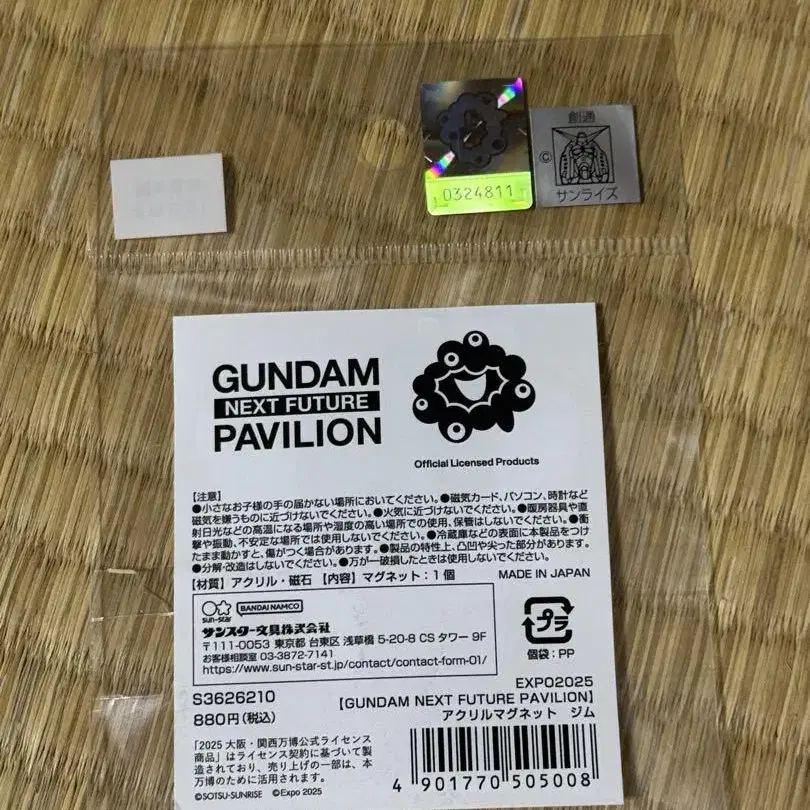 0324811
創通
©
サンライズ
GUNDAM
NEXT FUTURE
PAVILION
Official Licensed Products
【注意】
●小さなお子様の手の届かない場所においてください。●磁気カード、パソコン、時計など
磁気を嫌うものに近づけないでください。●火気に近づけないでください。●暖房器具や直
射日光などの高温になる場所や湿度の高い場所での使用、保管はしないでください。●衝
撃や振動、不安定な場所では使用しないでください。●冷蔵庫などの表面に本製品をつけ
たまま動かすと、傷がつく場合があります。●製品の特性上、凸凹や尖った部分があります。
●分解・改造はしないでください。●万が一破損したときは使用しないでください。
【材質】アクリル・磁石 【内容】マグネット：1個 MADE IN JAPAN
sun-star BANDAI NAMCO
サンスター文具株式会社
〒111-0053 東京都 台東区 浅草橋 5-20-8 CS タワー 9F
お客様相談室 03-3872-7141
https://www.sun-star-st.jp/contact/contact-form-01/
プラ
個袋：PP
S3626210
880円(税込)
EXPO2025
【GUNDAM NEXT FUTURE PAVILION】
アクリルマグネット ジム
「2025 大阪・関西万博公式ライセンス
商品」はライセンス契約に基づいて製
造されており、売り上げの一部は、本
万博のために活用されます。
©SOTSU・SUNRISE ©Expo 2025
4 901770 505008